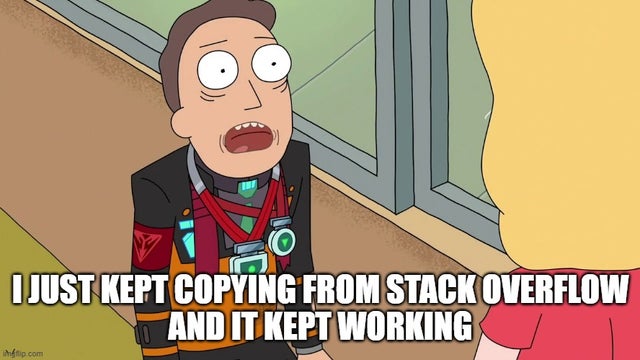 I JUST KEPT COPYING FROM STACK OVERFLOW
AND IT KEPT WORKING
imgflip.com